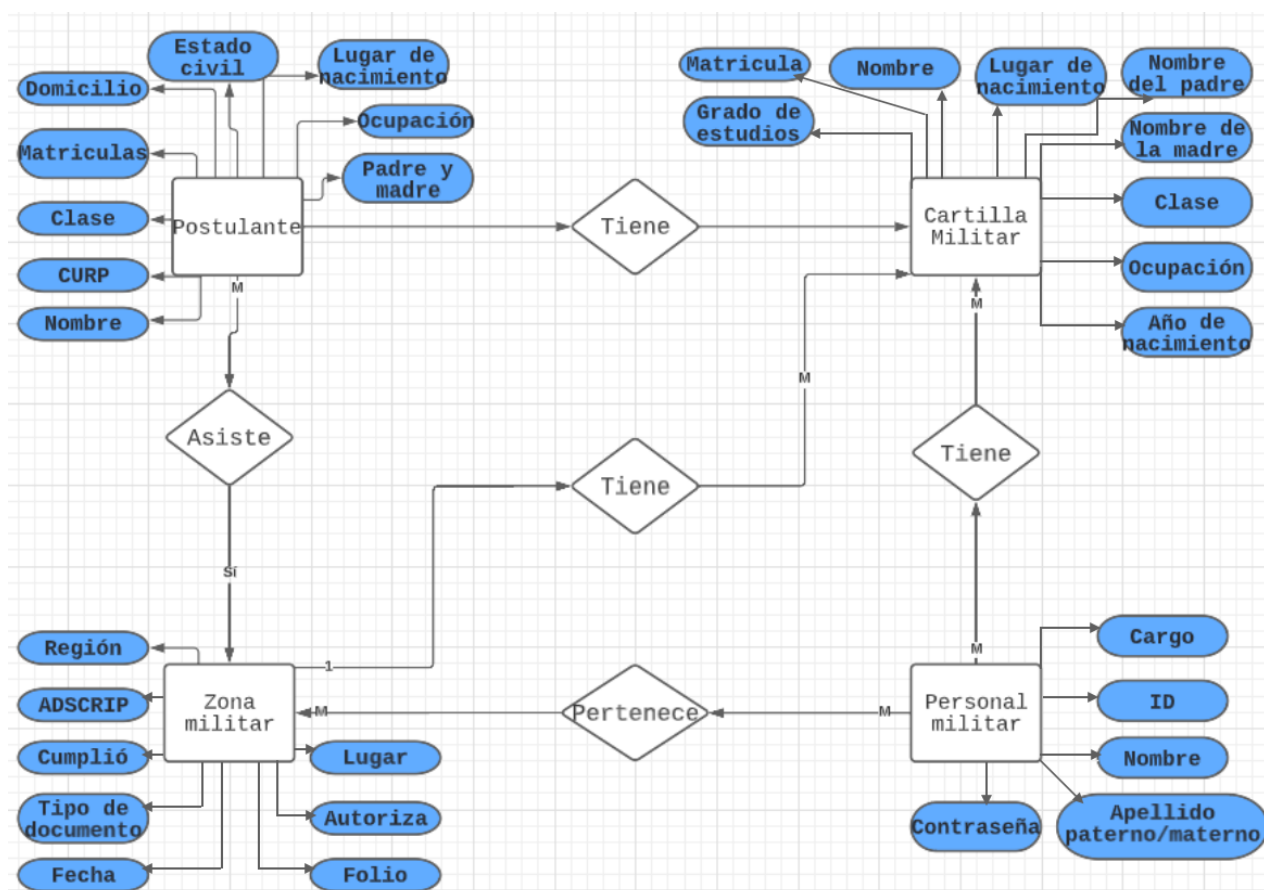 Estado
civil
Lugar de
nacimiento
Domicilio
Ocupación
Matriculas
Padre y
madre
Clase
Postulante
CURP
Nombre
M
Tiene
Matricula
Nombre
Lugar de
nacimiento
Nombre
del padre
Grado de
estudios
Nombre de
la madre
Cartilla
Militar
Clase
Ocupación
Año de
nacimiento
M
M
Asiste
Tiene
Tiene
Sí
1
M
Región
Zona
militar
ADSCRIP
Cumplió
Tipo de
documento
Fecha
Lugar
Autoriza
Folio
M
Pertenece
M
Personal
militar
Cargo
ID
Nombre
Contraseña
Apellido
paterno/materno